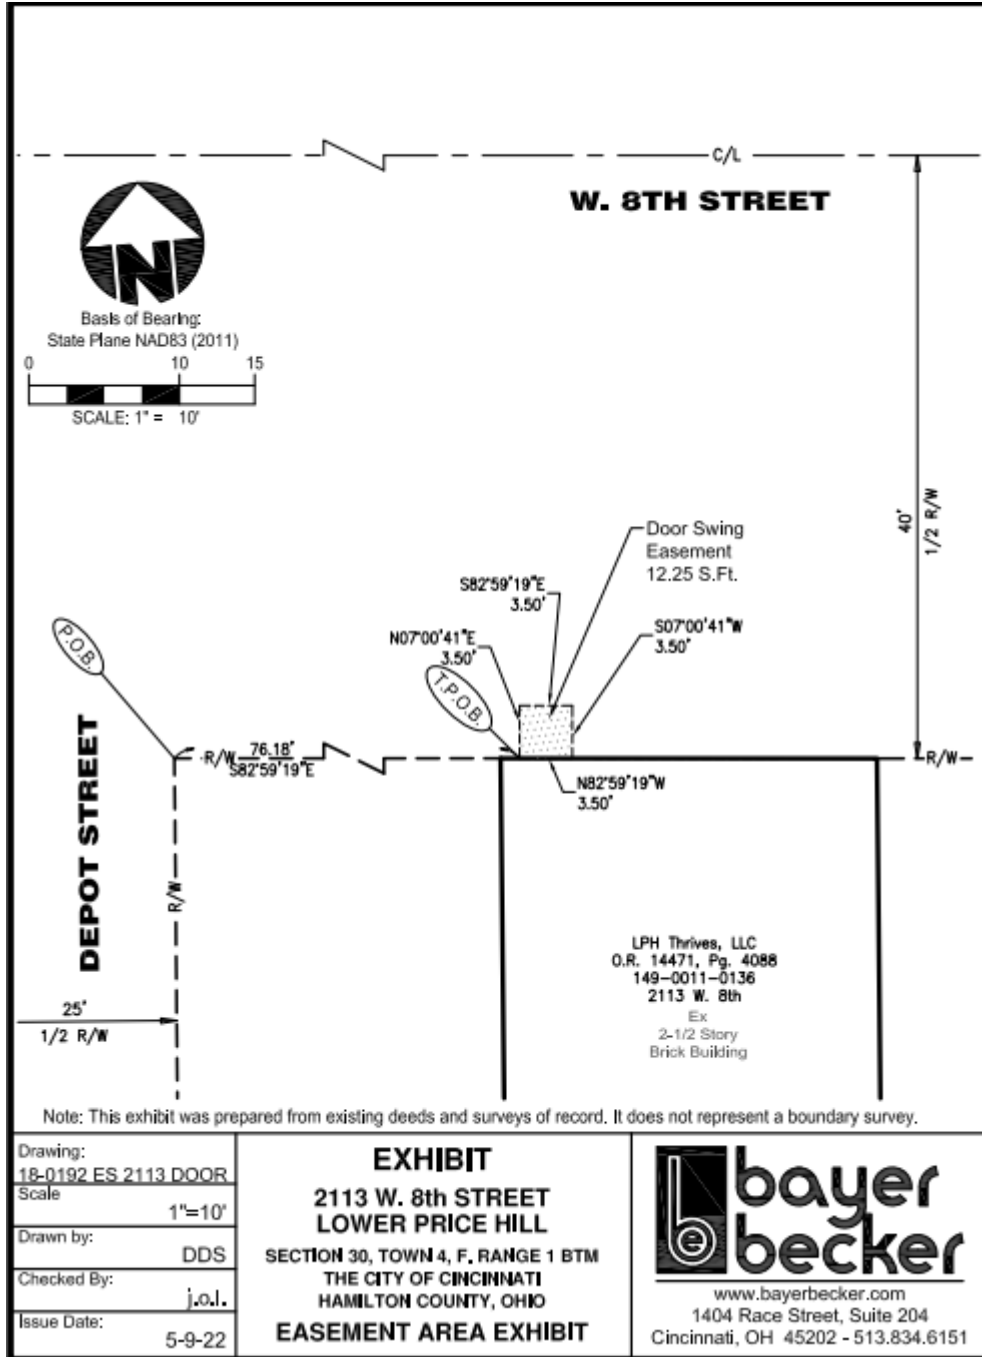 C/L
W. 8TH STREET
N
Basis of Bearing:
State Plane NAD83 (2011)
0 10 15
SCALE: 1" = 10'
40'
1/2 R/W
Door Swing
Easement
12.25 S.Ft.
S82°59'19"E
3.50'
N07°00'41"E
3.50'
S07°00'41"W
3.50'
P.O.B.
T.P.O.B.
R/W
76.18'
S82°59'19"E
R/W
N82°59'19"W
3.50'
DEPOT STREET
R/W
25'
1/2 R/W
LPH Thrives, LLC
O.R. 14471, Pg. 4088
149-0011-0136
2113 W. 8th
Ex
2-1/2 Story
Brick Building
Note: This exhibit was prepared from existing deeds and surveys of record. It does not represent a boundary survey.
Drawing:
18-0192 ES 2113 DOOR
Scale
1"=10'
Drawn by:
DDS
Checked By:
j.o.l.
Issue Date:
5-9-22
EXHIBIT
2113 W. 8th STREET
LOWER PRICE HILL
SECTION 30, TOWN 4, F. RANGE 1 BTM
THE CITY OF CINCINNATI
HAMILTON COUNTY, OHIO
EASEMENT AREA EXHIBIT
bayer
becker
www.bayerbecker.com
1404 Race Street, Suite 204
Cincinnati, OH 45202 - 513.834.6151